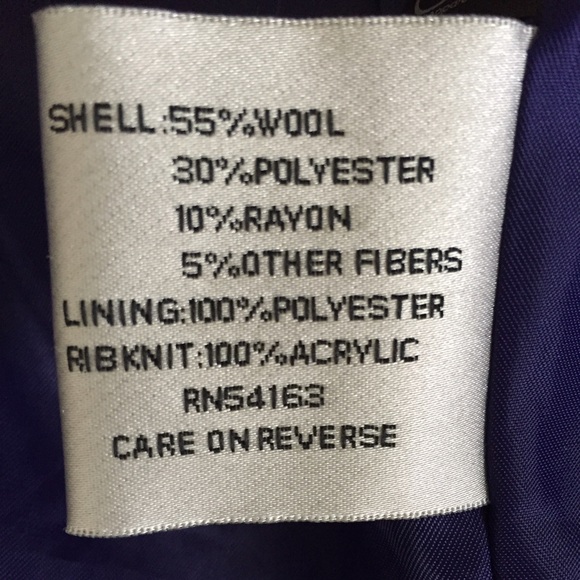 SHELL:55%WOOL
30%POLYESTER
10%RAYON
5%OTHER FIBERS
LINING:100%POLYESTER
RIBKNIT:100%ACRYLIC
RN54163
CARE ON REVERSE